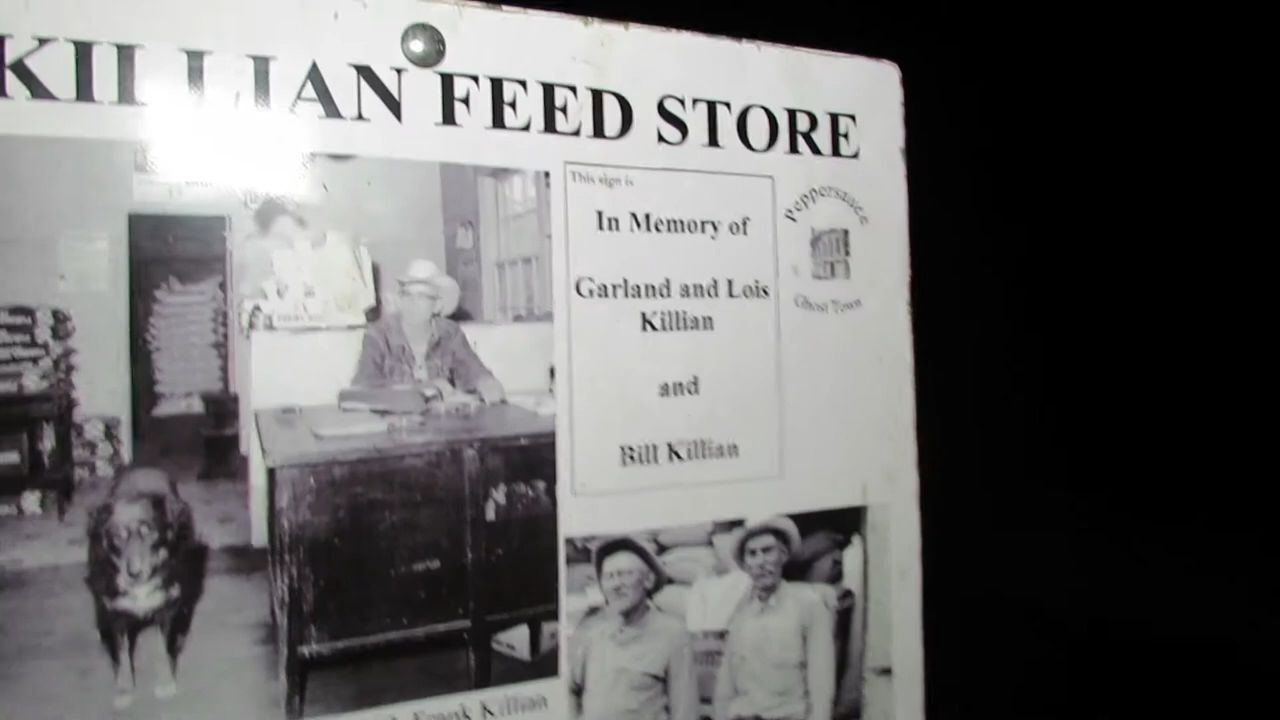 KILLIAN FEED STORE
This sign is
In Memory of
Garland and Lois
Killian
and
Bill Killian
Peppersauce
Ghost Town
Frank Killian